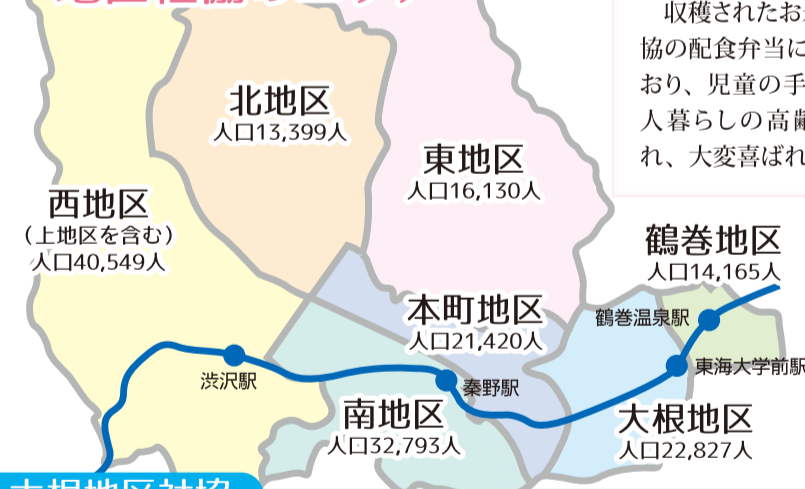 収穫されたお
協の配食弁当に
おり、児童の手
人暮らしの高齢
れ、大変喜ばれ
北地区
人口13,399人
東地区
人口16,130人
西地区
(上地区を含む)
人口40,549人
鶴巻地区
人口14,165人
本町地区
人口21,420人
鶴巻温泉駅
東海大学前駅
渋沢駅
秦野駅
南地区
人口32,793人
大根地区
人口22,827人